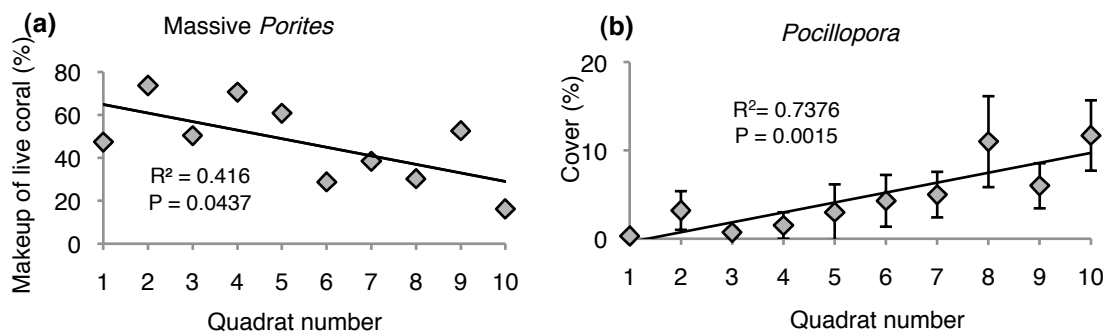 (a)
Massive Porites
Makeup of live coral (%)
80
60
40
20
0
R² = 0.416
P = 0.0437
1 2 3 4 5 6 7 8 9 10
Quadrat number
(b)
Pocillopora
Cover (%)
20
10
0
R²= 0.7376
P = 0.0015
1 2 3 4 5 6 7 8 9 10
Quadrat number